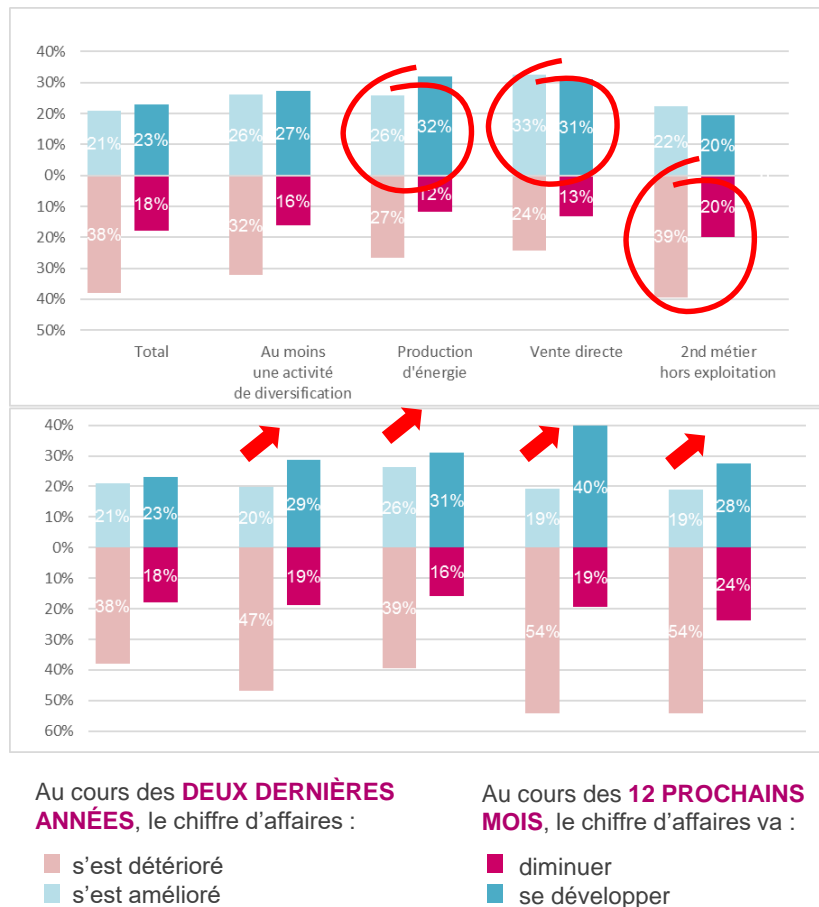 40%
30%
20%
10%
0%
10%
20%
30%
40%
50%
21% 23% 26% 27% 26% 32% 33% 31% 22% 20%
38% 18% 32% 16% 27% 12% 24% 13% 39% 20%
Total
Au moins
une activité
de diversification
Production
d'énergie
Vente directe
2nd métier
hors exploitation
40%
30%
20%
10%
0%
10%
20%
30%
40%
50%
60%
21% 23% 20% 29% 26% 31% 19% 40% 19% 28%
38% 18% 47% 19% 39% 16% 54% 19% 54% 24%
Au cours des DEUX DERNIÈRES
ANNÉES, le chiffre d’affaires :
s’est détérioré
s’est amélioré
Au cours des 12 PROCHAINS
MOIS, le chiffre d’affaires va :
diminuer
se développer